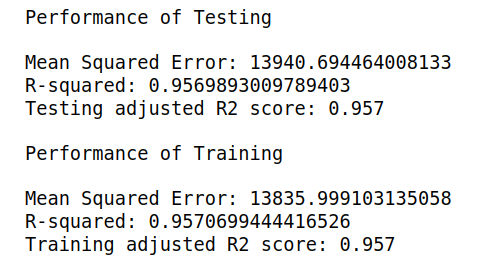 Performance of Testing
Mean Squared Error: 13940.694464008133
R-squared: 0.9569893009789403
Testing adjusted R2 score: 0.957
Performance of Training
Mean Squared Error: 13835.999103135058
R-squared: 0.9570699444416526
Training adjusted R2 score: 0.957